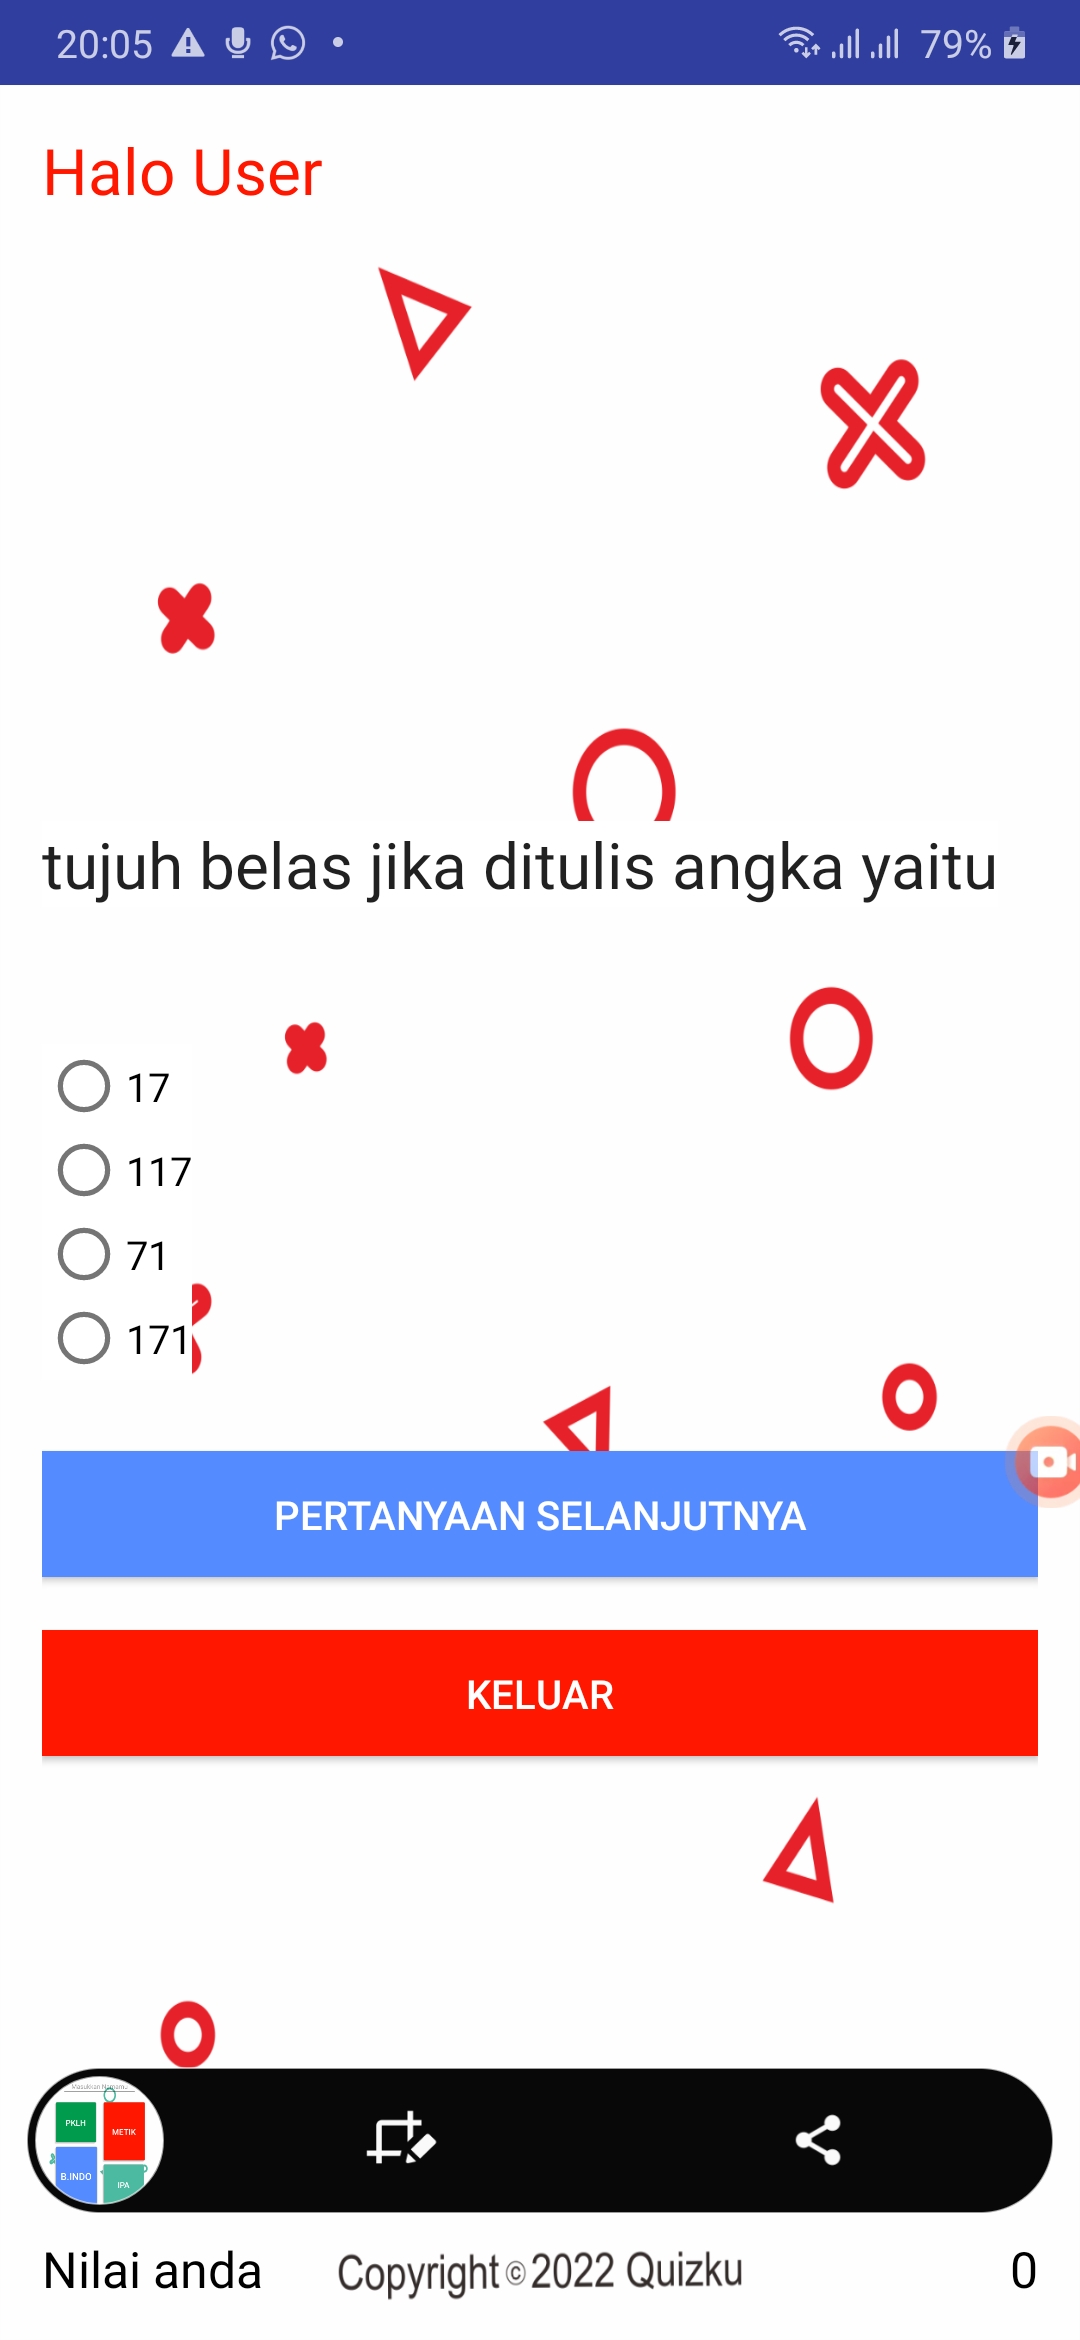 20:05
79%
Halo User
tujuh belas jika ditulis angka yaitu
17
117
71
171
PERTANYAAN SELANJUTNYA
KELUAR
PKLH
METIK
B.INDO
IPA
Nilai anda
Copyright © 2022 Quizku
0